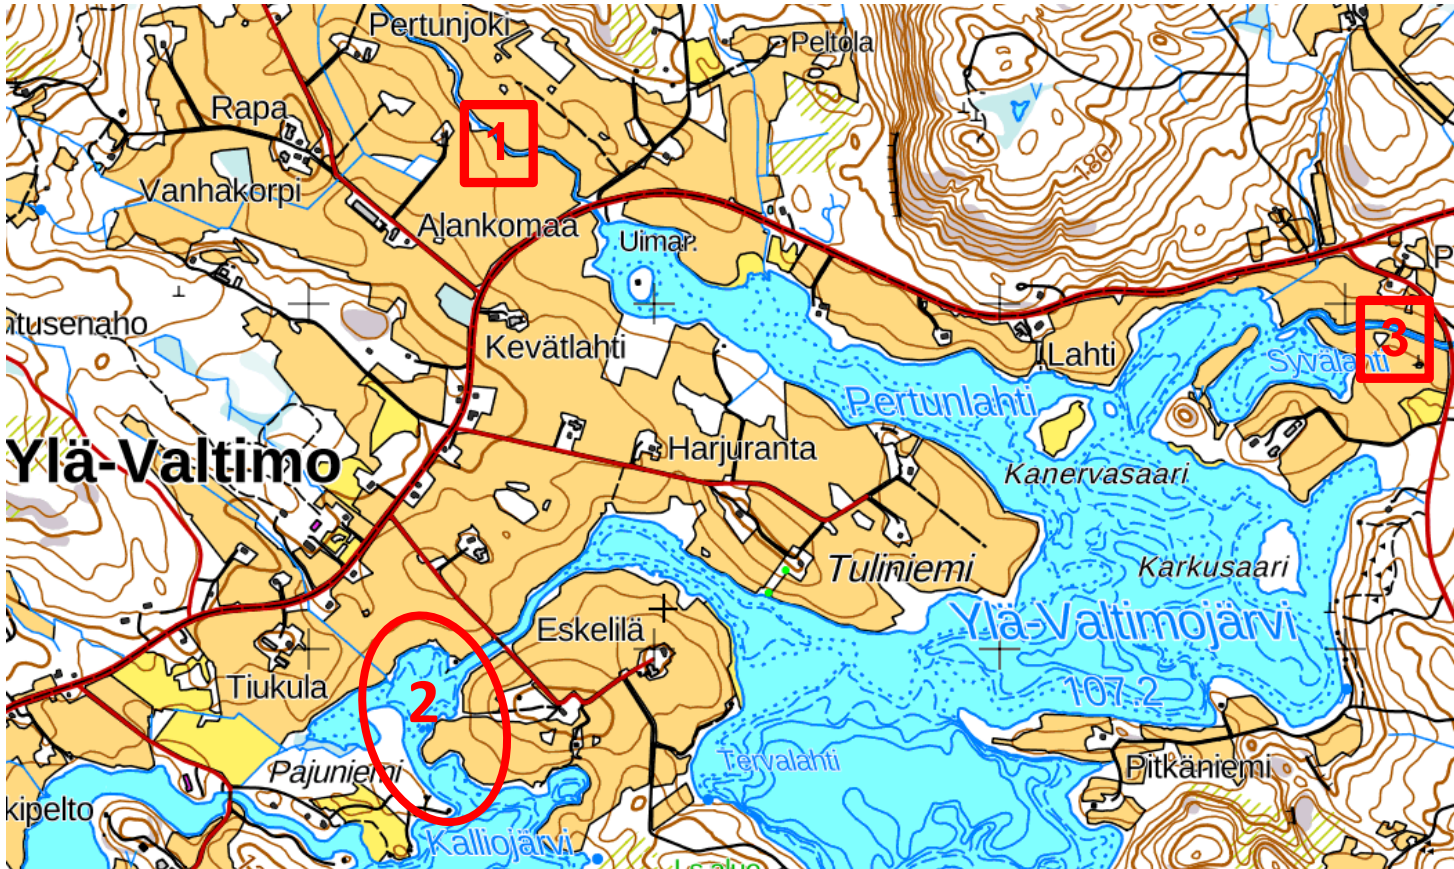 Pertunjoki
Peltola
Rapa
1
180
Vanhakorpi
Alankomaa
Uimar.
P
ntusenaho
Kevätlahti
Lahti
3
Syvälahti
Pertunlahti
Ylä-Valtimo
Harjuranta
Kanervasaari
Tuliniemi
Karkusaari
Ylä-Valtimojärvi
Eskelilä
Tiukula
2
107.2
Pajuniemi
Tervalahti
Pitkäniemi
kipelto
Kalliojärvi